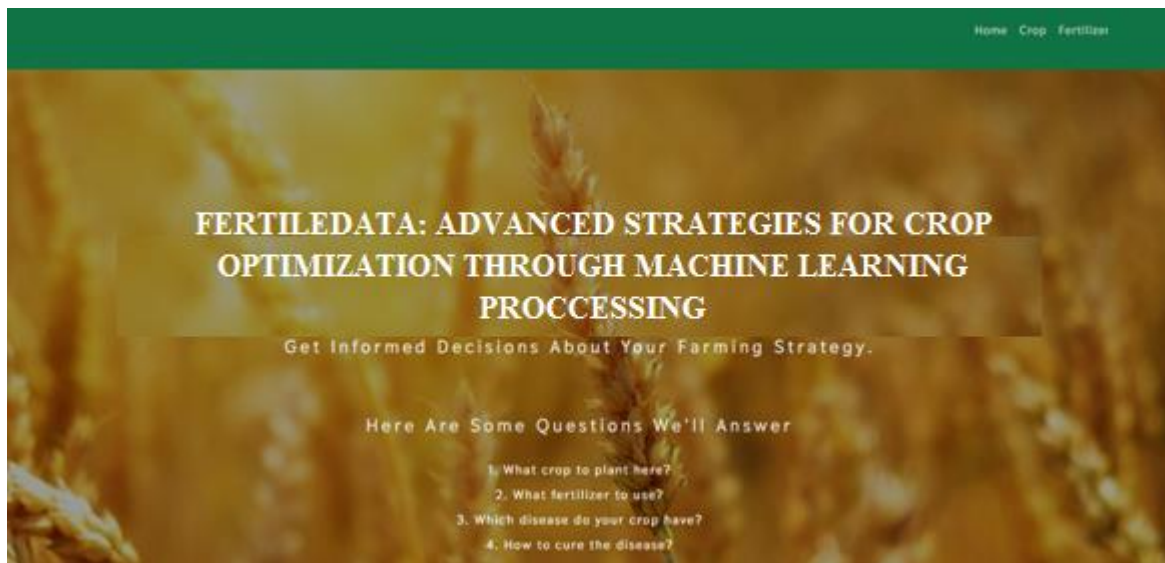 Home Crop Fertilizer
FERTILEDATA: ADVANCED STRATEGIES FOR CROP
OPTIMIZATION THROUGH MACHINE LEARNING
PROCCESSING
Get Informed Decisions About Your Farming Strategy.
Here Are Some Questions We'll Answer
1. What crop to plant here?
2. What fertilizer to use?
3. Which disease do your crop have?
4. How to cure the disease?